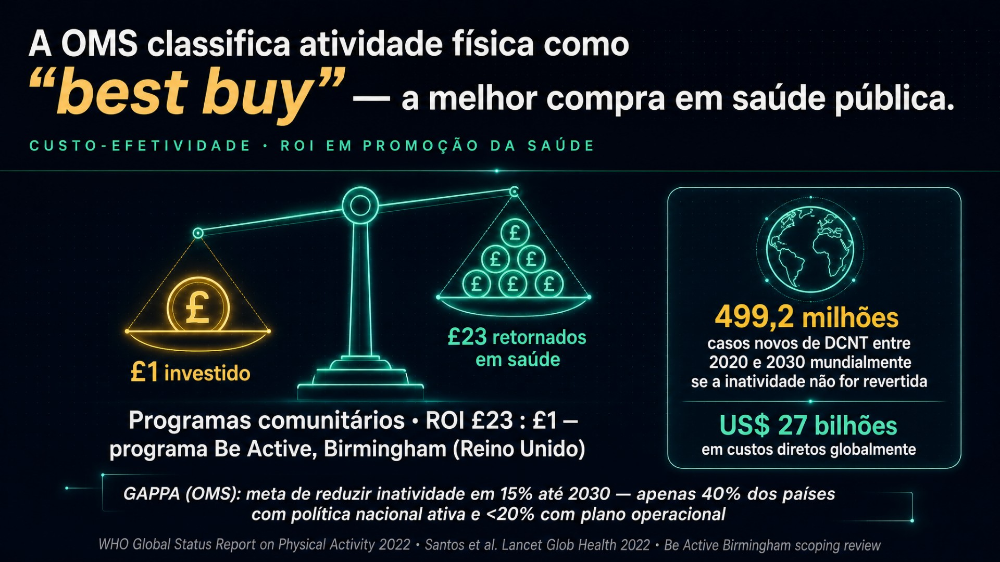 A OMS classifica atividade física como
“best buy” — a melhor compra em saúde pública.
CUSTO-EFETIVIDADE • ROI EM PROMOÇÃO DA SAÚDE
£
£
£ £
£ £ £
£1 investido
£23 retornados
em saúde
Programas comunitários • ROI £23 : £1 —
programa Be Active, Birmingham (Reino Unido)
499,2 milhões
casos novos de DCNT entre
2020 e 2030 mundialmente
se a inatividade não for revertida
US$ 27 bilhões
em custos diretos globalmente
GAPPA (OMS): meta de reduzir inatividade em 15% até 2030 — apenas 40% dos países
com política nacional ativa e <20% com plano operacional
WHO Global Status Report on Physical Activity 2022 • Santos et al. Lancet Glob Health 2022 • Be Active Birmingham scoping review